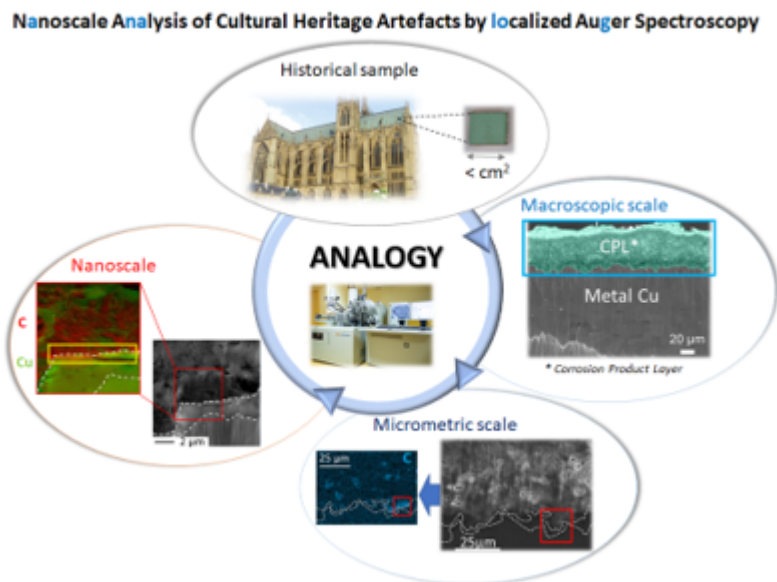 Nanoscale Analysis of Cultural Heritage Artefacts by localized Auger Spectroscopy
Historical sample
< cm²
Macroscopic scale
CPL*
Metal Cu
20 µm
* Corrosion Product Layer
ANALOGY
Nanoscale
C
Cu
2 µm
Micrometric scale
25 µm
C
25µm